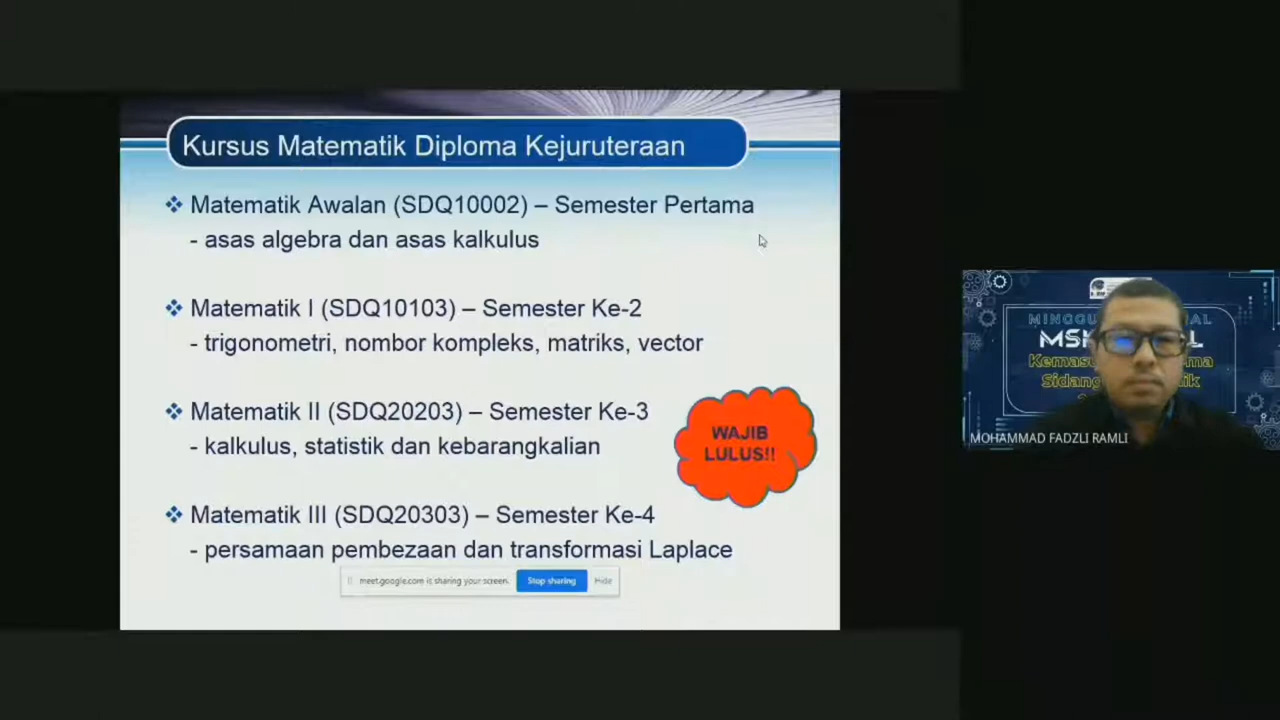 Kursus Matematik Diploma Kejuruteraan
❖ Matematik Awalan (SDQ10002) – Semester Pertama
- asas algebra dan asas kalkulus
❖ Matematik I (SDQ10103) – Semester Ke-2
- trigonometri, nombor kompleks, matriks, vector
❖ Matematik II (SDQ20203) – Semester Ke-3
- kalkulus, statistik dan kebarangkalian
WAJIB
LULUS!!
❖ Matematik III (SDQ20303) – Semester Ke-4
- persamaan pembezaan dan transformasi Laplace
meet.google.com is sharing your screen. Stop sharing Hide
MOHAMMAD FADZLI RAMLI